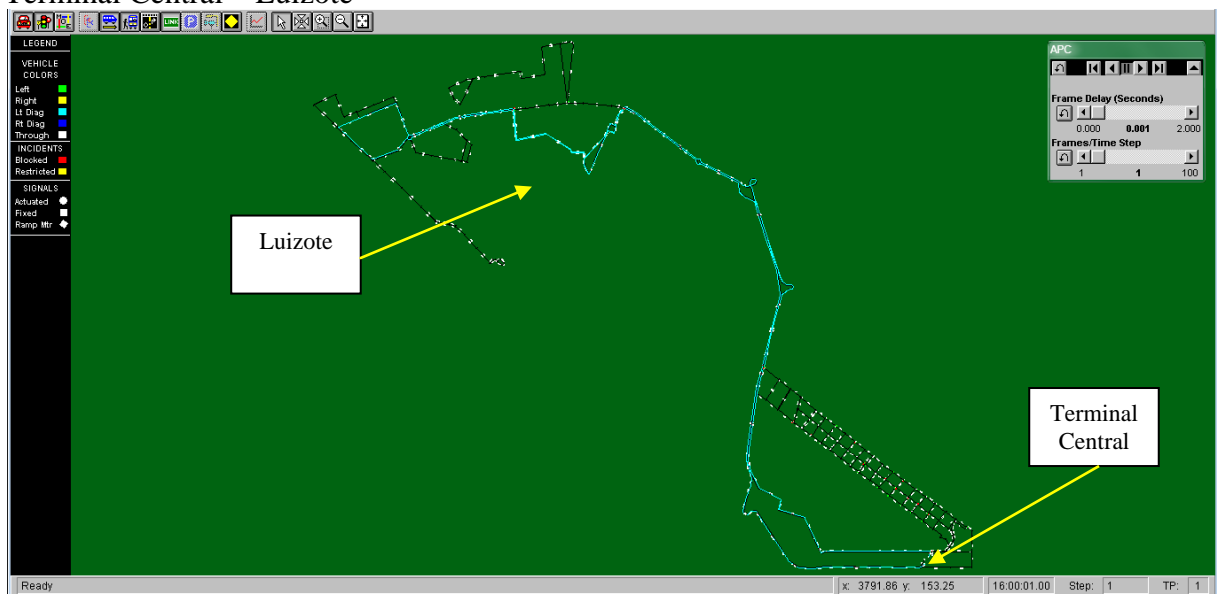 Terminal Central – Luizote
LEGEND
VEHICLE
COLORS
Left
Right
Lt Diag
Rt Diag
Through
INCIDENTS
Blocked
Restricted
SIGNALS
Actuated
Fixed
Ramp Mtr
APC
Frame Delay (Seconds)
0.000 0.001 2.000
Frames/Time Step
1 1 100
Luizote
Terminal
Central
Ready
x: 3791.86 y: 153.25
16:00:01.00
Step: 1
TP: 1